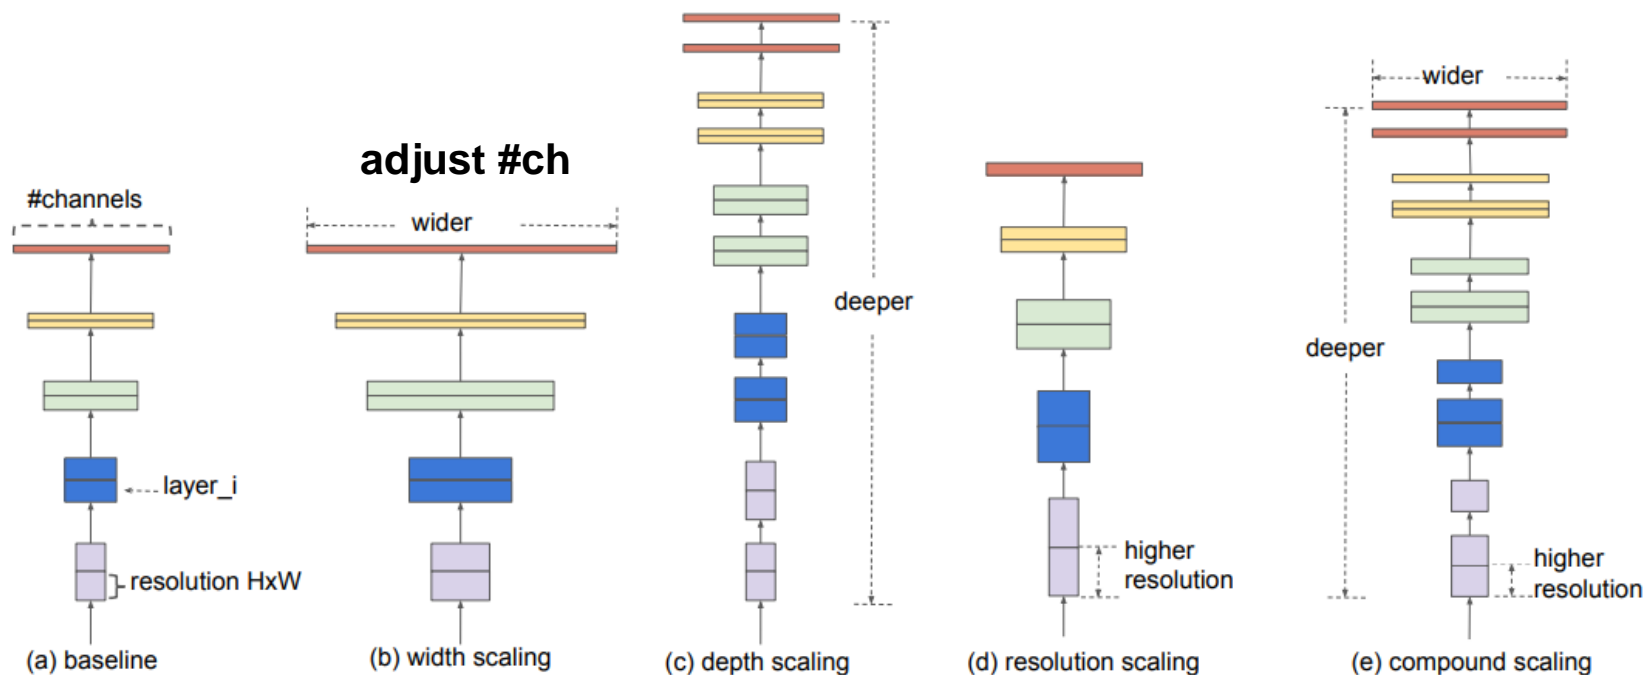 adjust #ch
#channels
wider
layer_i
resolution HxW
(a) baseline
(b) width scaling
deeper
(c) depth scaling
higher
resolution
(d) resolution scaling
wider
deeper
higher
resolution
(e) compound scaling